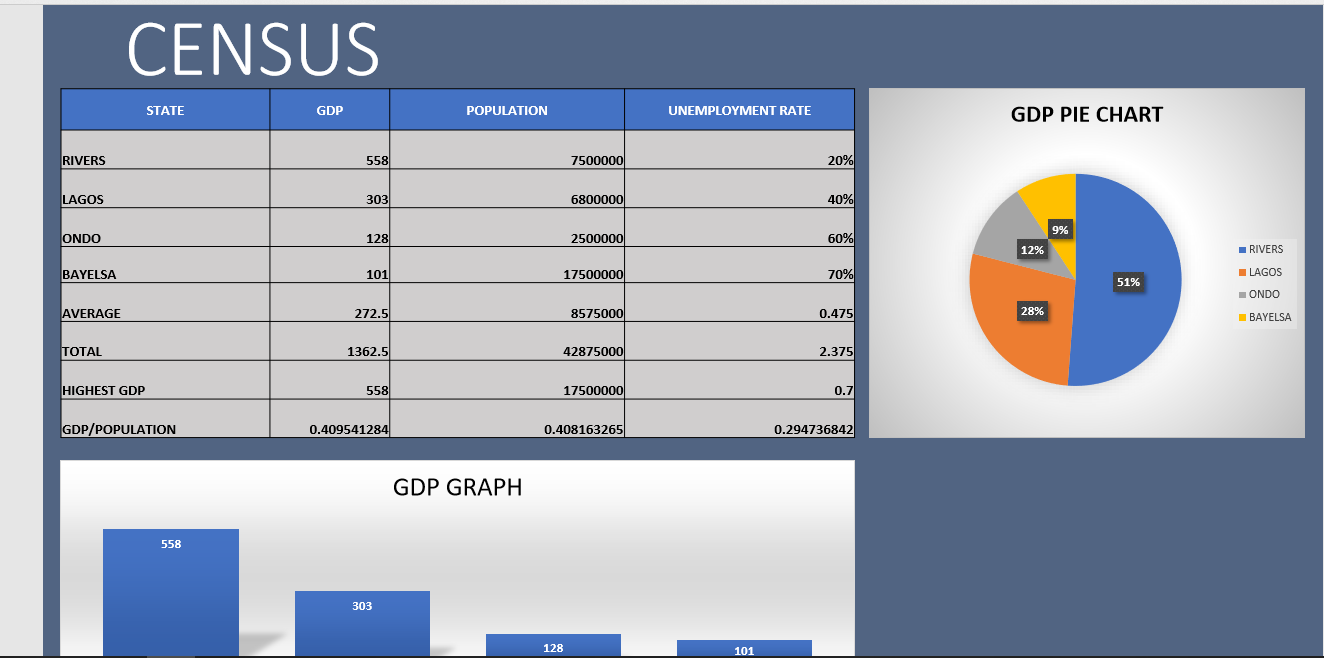 CENSUS
STATE GDP POPULATION UNEMPLOYMENT RATE
RIVERS 558 7500000 20%
LAGOS 303 6800000 40%
ONDO 128 2500000 60%
BAYELSA 101 17500000 70%
AVERAGE 272.5 8575000 0.475
TOTAL 1362.5 42875000 2.375
HIGHEST GDP 558 17500000 0.7
GDP/POPULATION 0.409541284 0.408163265 0.294736842
GDP PIE CHART
9%
12%
51%
28%
RIVERS
LAGOS
ONDO
BAYELSA
GDP GRAPH
558
303
128
101